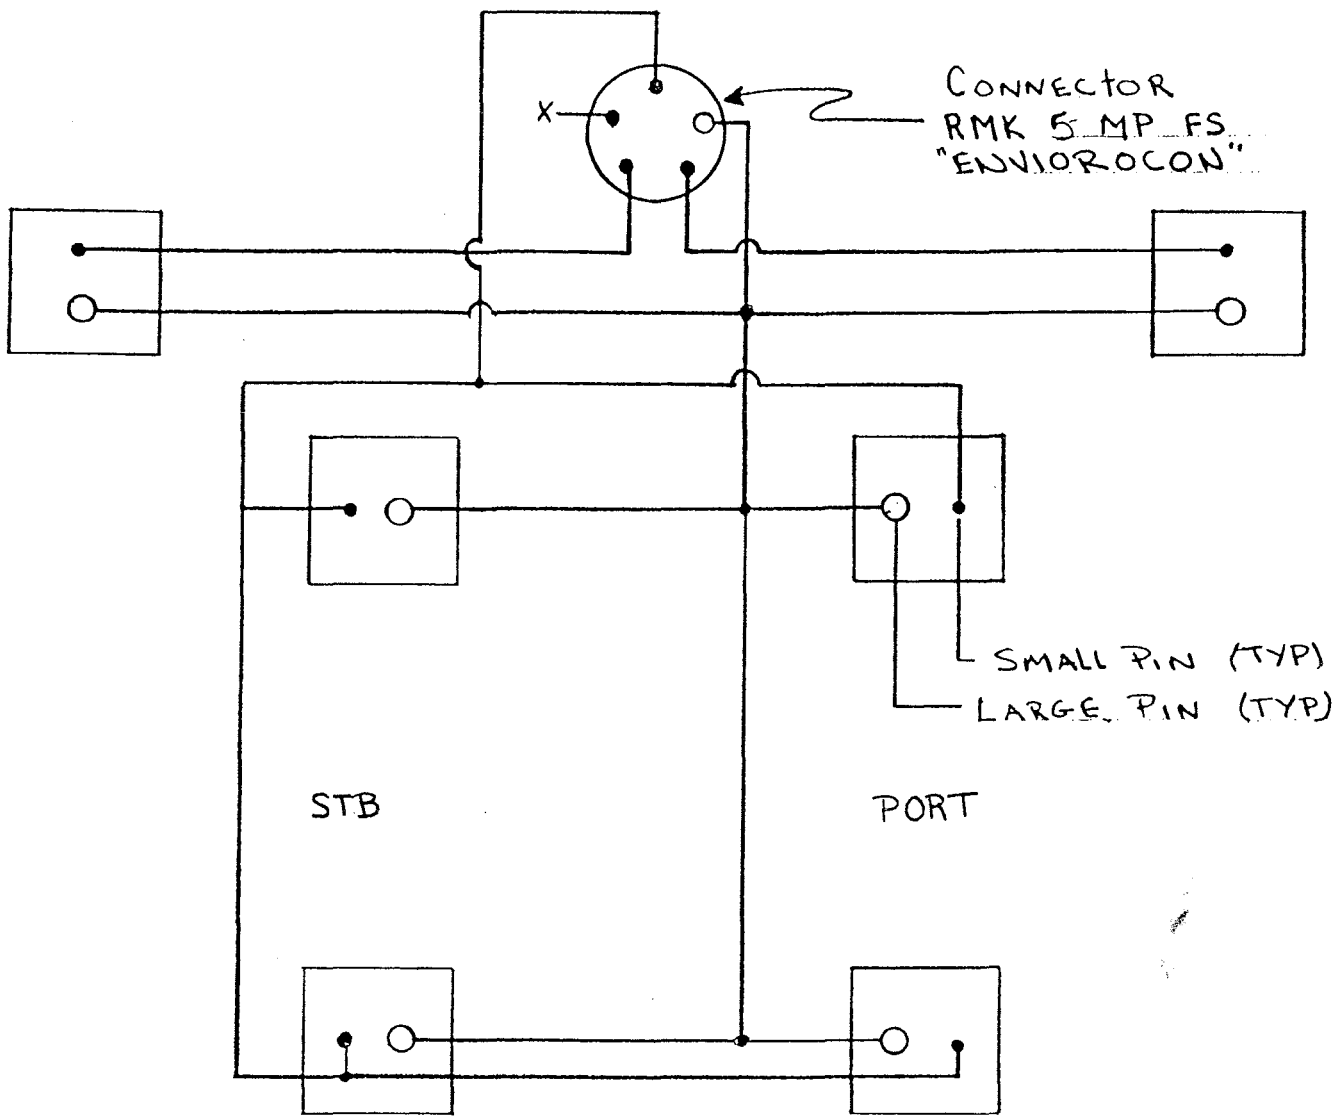 X
CONNECTOR
RMK 5 MP FS
"ENVIOROCON"
SMALL PIN (TYP)
LARGE PIN (TYP)
STB
PORT